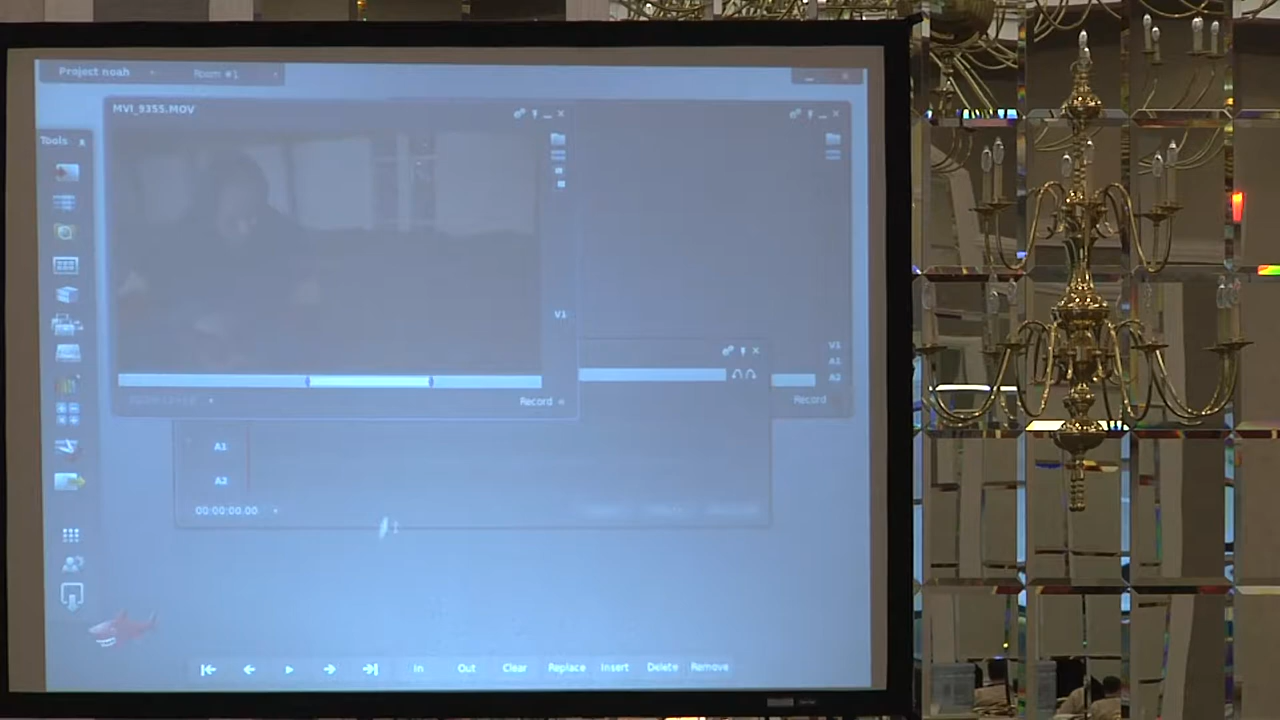 Project noah
Room #1
MVI_9355.MOV
Tools
V1
V1
A1
A2
Record
Record
A1
A2
00:00:00.00
In
Out
Clear
Replace
Insert
Delete
Remove